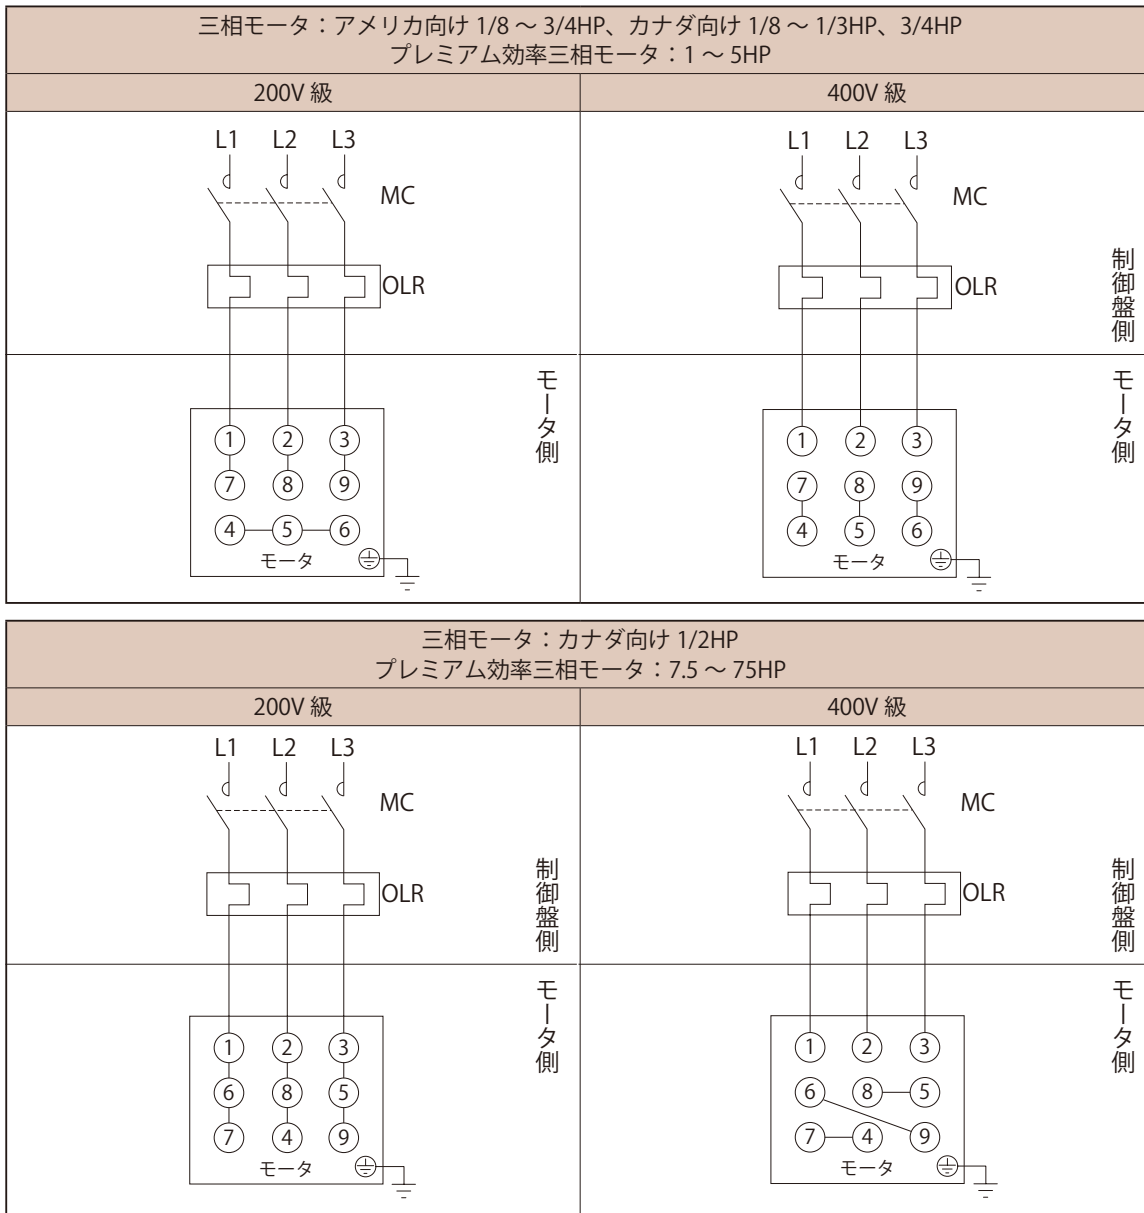 三相モータ：アメリカ向け 1/8 ～ 3/4HP、カナダ向け 1/8 ～ 1/3HP、3/4HP
プレミアム効率三相モータ：1 ～ 5HP
200V 級
400V 級
L1 L2 L3
MC
OLR
モータ側
1 2 3
7 8 9
4 5 6
モータ
L1 L2 L3
MC
OLR
制御盤側
モータ側
1 2 3
7 8 9
4 5 6
モータ
三相モータ：カナダ向け 1/2HP
プレミアム効率三相モータ：7.5 ～ 75HP
200V 級
400V 級
L1 L2 L3
MC
OLR
制御盤側
モータ側
1 2 3
6 8 5
7 4 9
モータ
L1 L2 L3
MC
OLR
制御盤側
モータ側
1 2 3
6 8 5
7 4 9
モータ